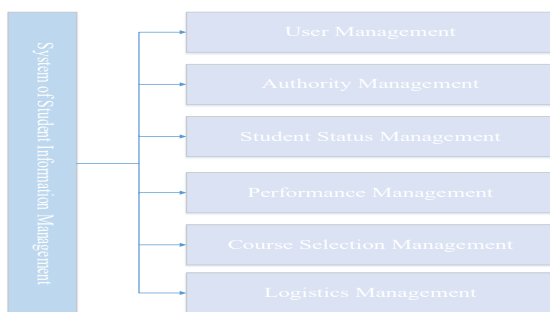 System of Student Information Management
User Management
Authority Management
Student Status Management
Performance Management
Course Selection Management
Logistics Management